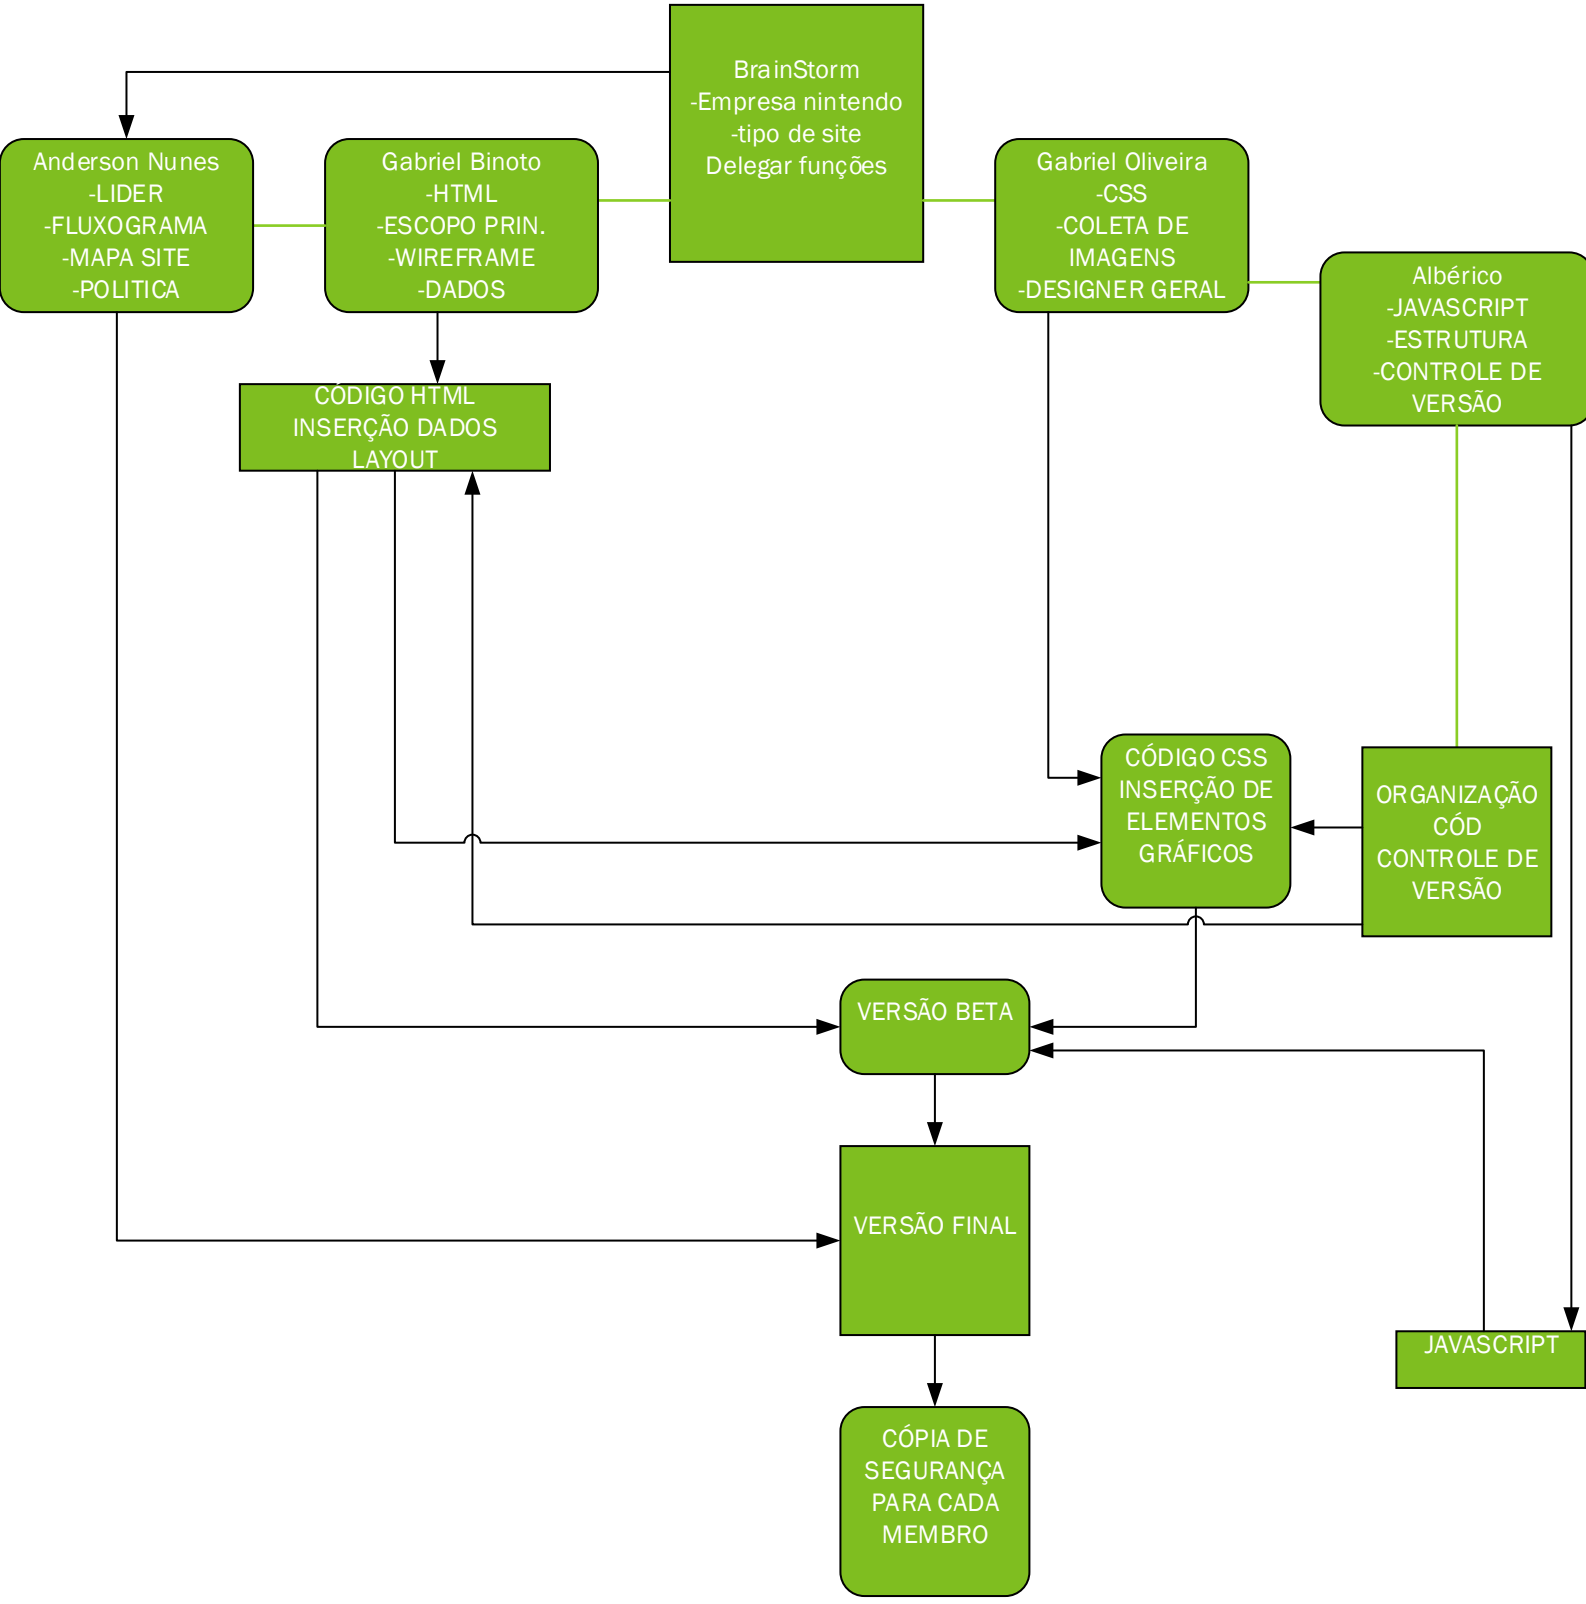 BrainStorm
-Empresa nintendo
-tipo de site
Delegar funções
Anderson Nunes
-LIDER
-FLUXOGRAMA
-MAPA SITE
-POLITICA
Gabriel Binoto
-HTML
-ESCOPO PRIN.
-WIREFRAME
-DADOS
Gabriel Oliveira
-CSS
-COLETA DE
IMAGENS
-DESIGNER GERAL
Albérico
-JAVASCRIPT
-ESTRUTURA
-CONTROLE DE
VERSÃO
CÓDIGO HTML
INSERÇÃO DADOS
LAYOUT
CÓDIGO CSS
INSERÇÃO DE
ELEMENTOS
GRÁFICOS
ORGANIZAÇÃO
CÓD
CONTROLE DE
VERSÃO
VERSÃO BETA
VERSÃO FINAL
JAVASCRIPT
CÓPIA DE
SEGURANÇA
PARA CADA
MEMBRO